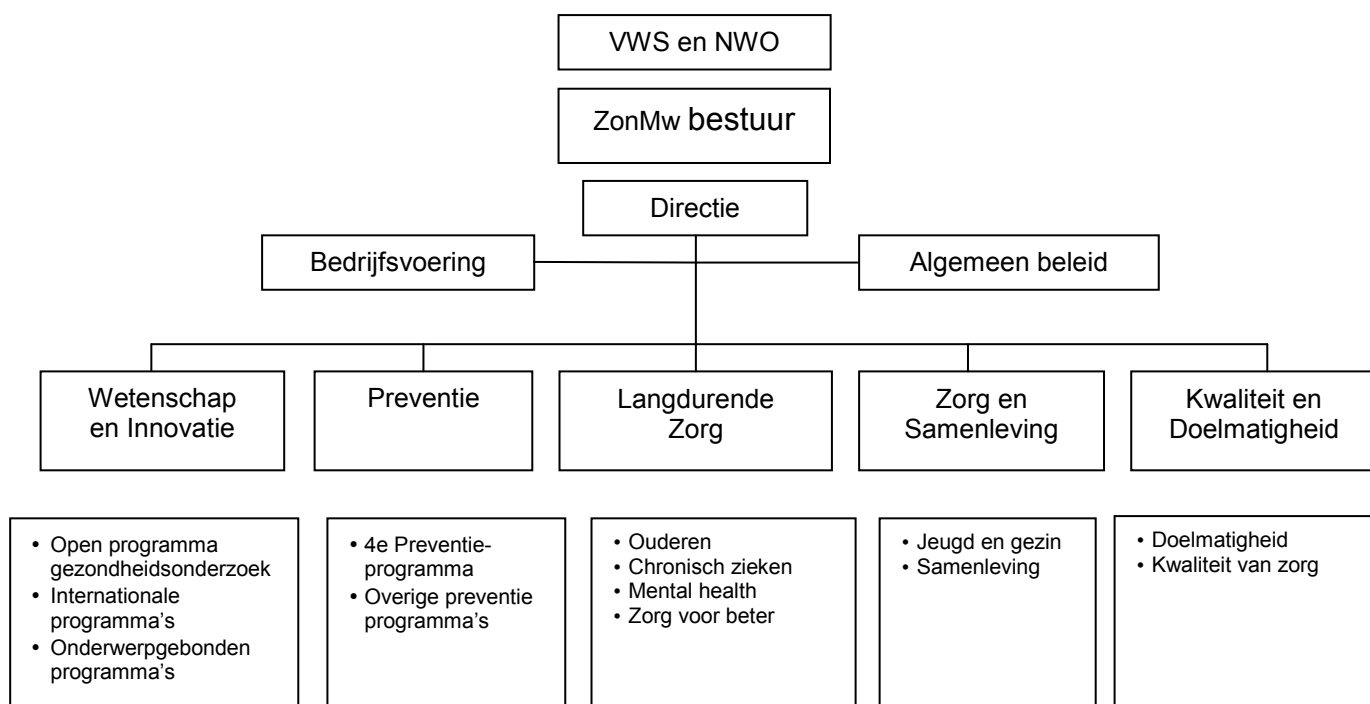 VWS en NWO
ZonMw bestuur
Directie
Bedrijfsvoering
Algemeen beleid
Wetenschap
en Innovatie
Preventie
Langdurende
Zorg
Zorg en
Samenleving
Kwaliteit en
Doelmatigheid
• Open programma
gezondheidsonderzoek
• Internationale
programma’s
• Onderwerpgebonden
programma’s
• 4e Preventie-
programma
• Overige preventie
programma’s
• Ouderen
• Chronisch zieken
• Mental health
• Zorg voor beter
• Jeugd en gezin
• Samenleving
• Doelmatigheid
• Kwaliteit van zorg